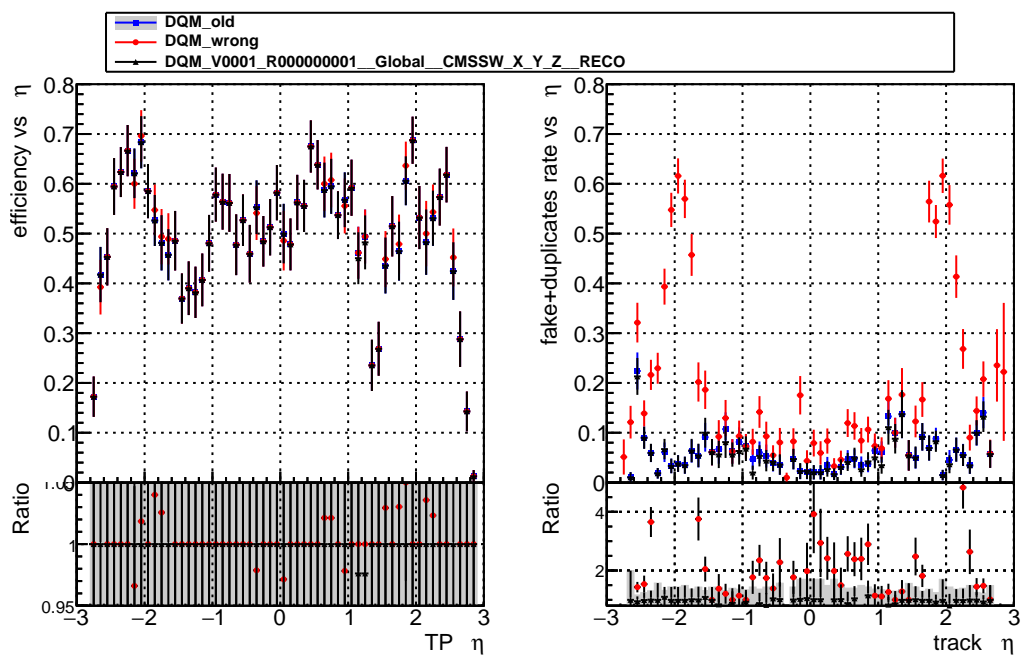 DQM_old
DQM_wrong
DQM_V0001_R000000001__Global__CMSSW_X_Y_Z__RECO
efficiency vs η
0.8
0.7
0.6
0.5
0.4
0.3
0.2
0.1
0
Ratio
1
0.95
−3 −2 −1 0 1 2 3
TP η
fake+duplicates rate vs η
0.8
0.7
0.6
0.5
0.4
0.3
0.2
0.1
0
Ratio
4
2
−3 −2 −1 0 1 2 3
track η